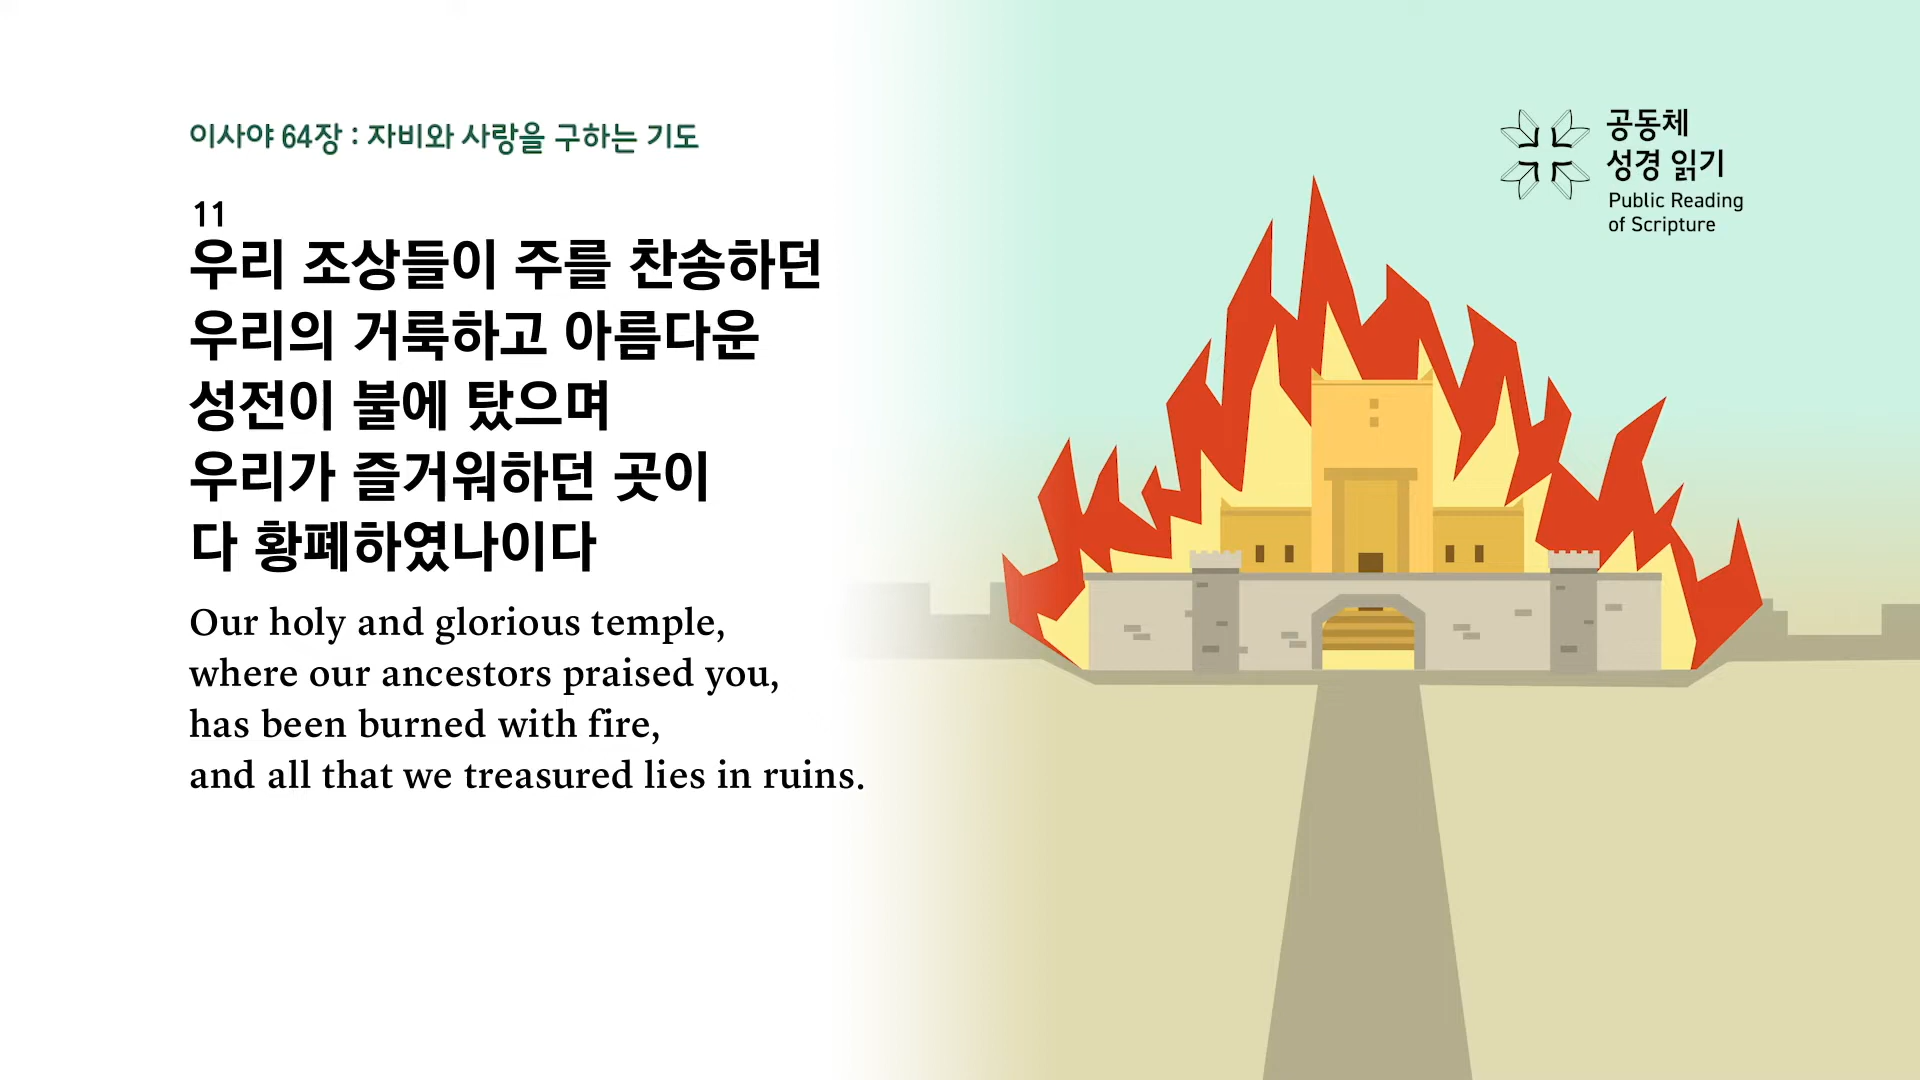 이사야 64장 : 자비와 사랑을 구하는 기도
11
우리 조상들이 주를 찬송하던
우리의 거룩하고 아름다운
성전이 불에 탔으며
우리가 즐거워하던 곳이
다 황폐하였나이다
Our holy and glorious temple,
where our ancestors praised you,
has been burned with fire,
and all that we treasured lies in ruins.
공동체
성경 읽기
Public Reading
of Scripture